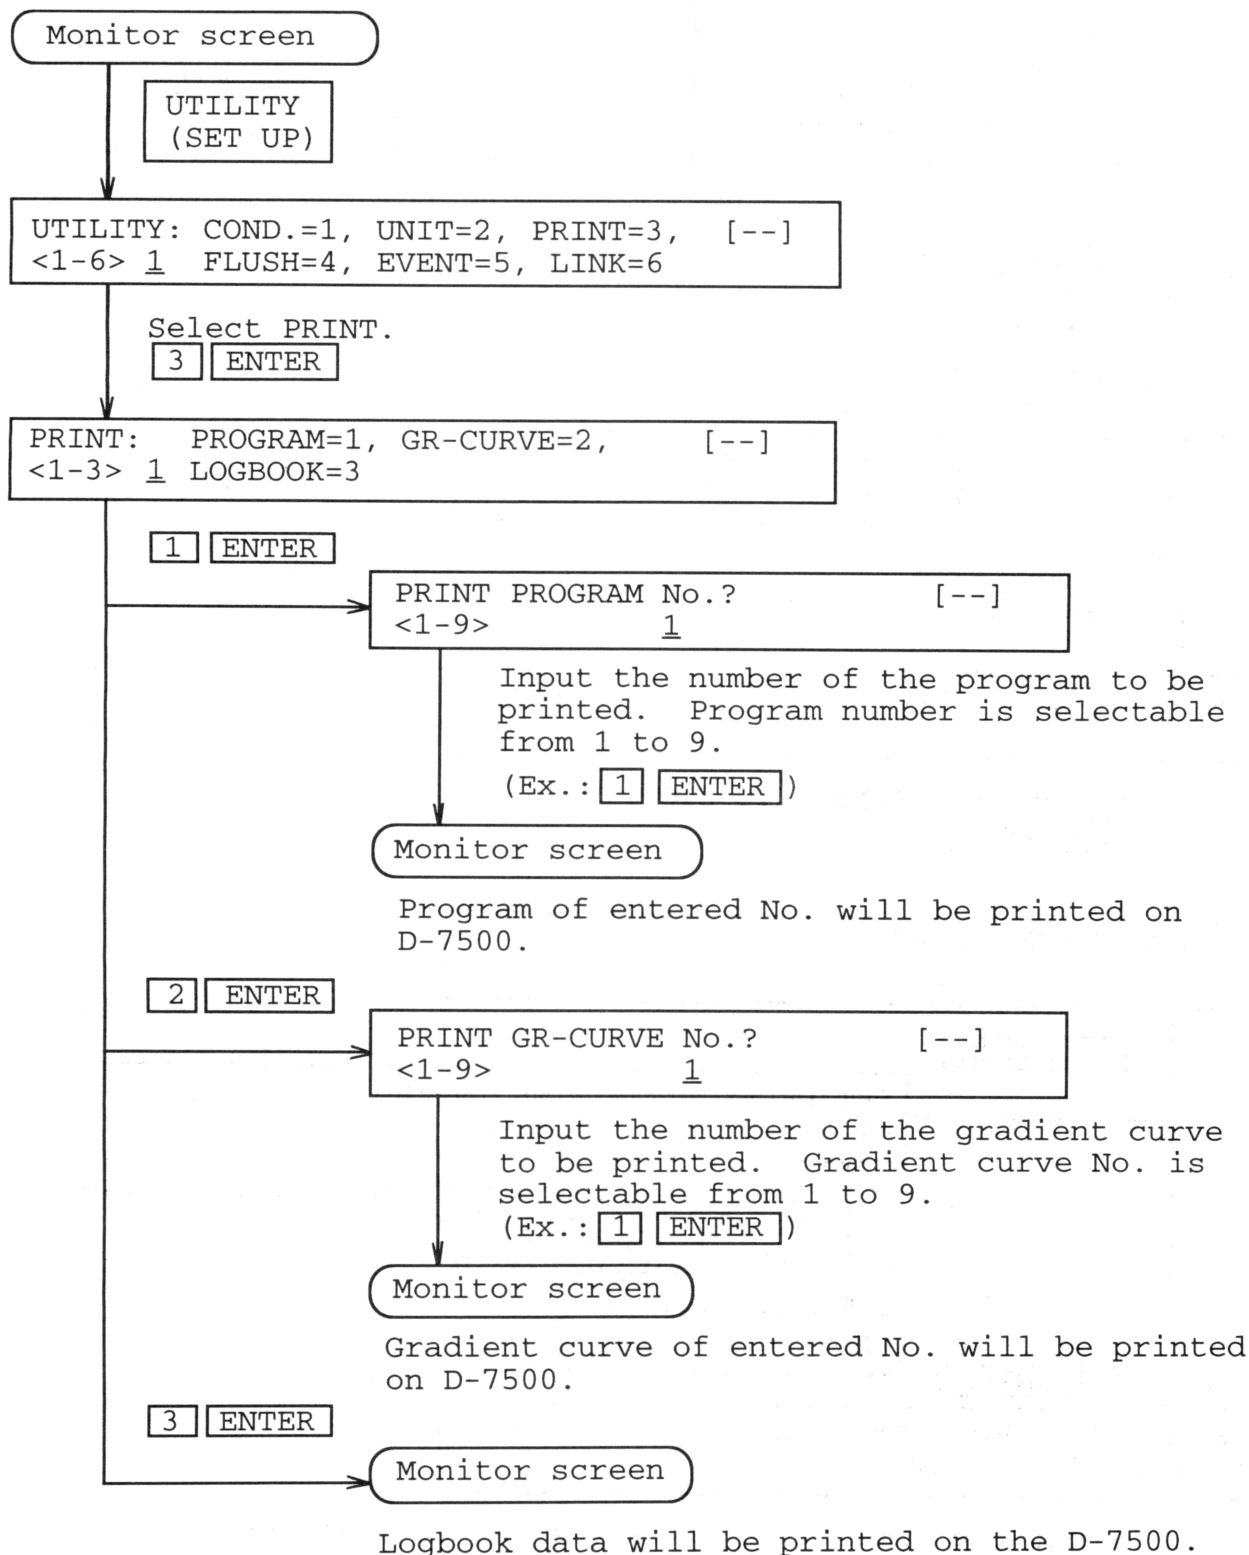 Monitor screen
UTILITY
(SET UP)
UTILITY: COND.=1, UNIT=2, PRINT=3, [--]
<1-6> 1 FLUSH=4, EVENT=5, LINK=6
Select PRINT.
3 ENTER
PRINT: PROGRAM=1, GR-CURVE=2, [--]
<1-3> 1 LOGBOOK=3
1 ENTER
PRINT PROGRAM No.? [--]
<1-9> 1
Input the number of the program to be
printed. Program number is selectable
from 1 to 9.
(Ex.: 1 ENTER )
Monitor screen
Program of entered No. will be printed on
D-7500.
2 ENTER
PRINT GR-CURVE No.? [--]
<1-9> 1
Input the number of the gradient curve
to be printed. Gradient curve No. is
selectable from 1 to 9.
(Ex.: 1 ENTER )
Monitor screen
Gradient curve of entered No. will be printed
on D-7500.
3 ENTER
Monitor screen
Logbook data will be printed on the D-7500.